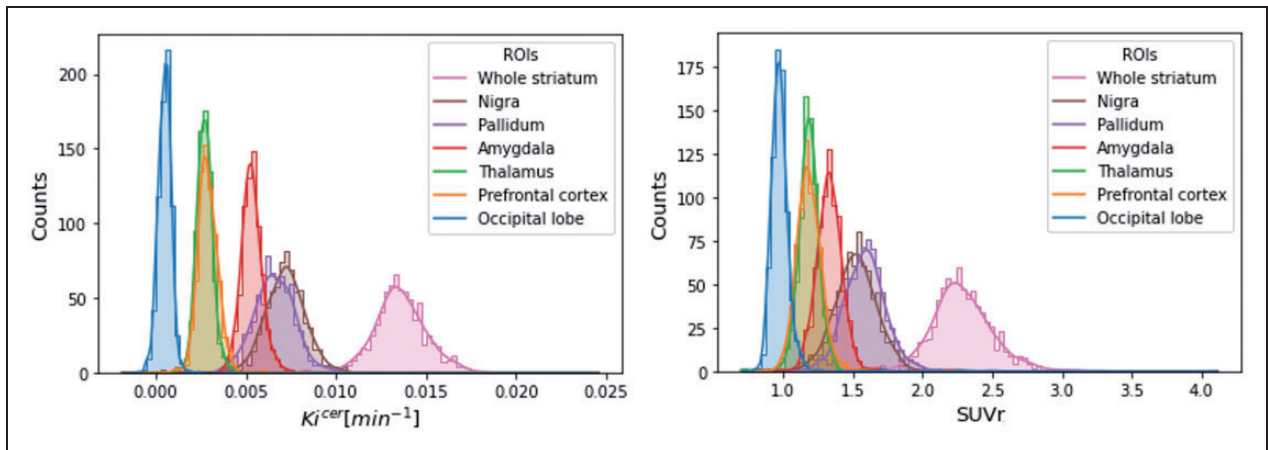 ROIs
Whole striatum
Nigra
Pallidum
Amygdala
Thalamus
Prefrontal cortex
Occipital lobe
Counts
200
150
100
50
0
0.000 0.005 0.010 0.015 0.020 0.025
Ki^cer[min^−1]
ROIs
Whole striatum
Nigra
Pallidum
Amygdala
Thalamus
Prefrontal cortex
Occipital lobe
Counts
175
150
125
100
75
50
25
0
1.0 1.5 2.0 2.5 3.0 3.5 4.0
SUVr